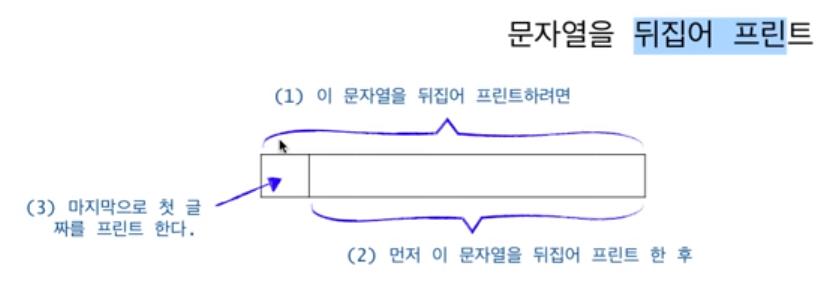 문자열을 뒤집어 프린트
(1) 이 문자열을 뒤집어 프린트하려면
(3) 마지막으로 첫 글
짜를 프린트 한다.
(2) 먼저 이 문자열을 뒤집어 프린트 한 후